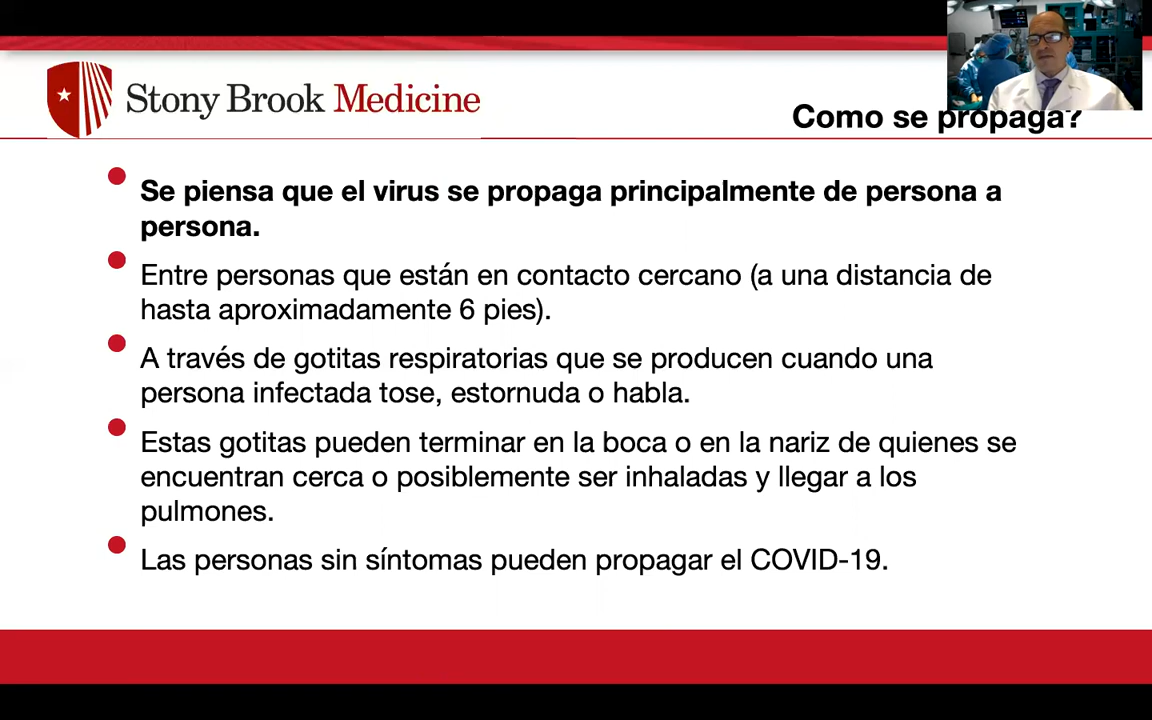 Stony Brook Medicine
Como se propaga?
Se piensa que el virus se propaga principalmente de persona a
persona.
Entre personas que están en contacto cercano (a una distancia de
hasta aproximadamente 6 pies).
A través de gotitas respiratorias que se producen cuando una
persona infectada tose, estornuda o habla.
Estas gotitas pueden terminar en la boca o en la nariz de quienes se
encuentran cerca o posiblemente ser inhaladas y llegar a los
pulmones.
Las personas sin síntomas pueden propagar el COVID-19.